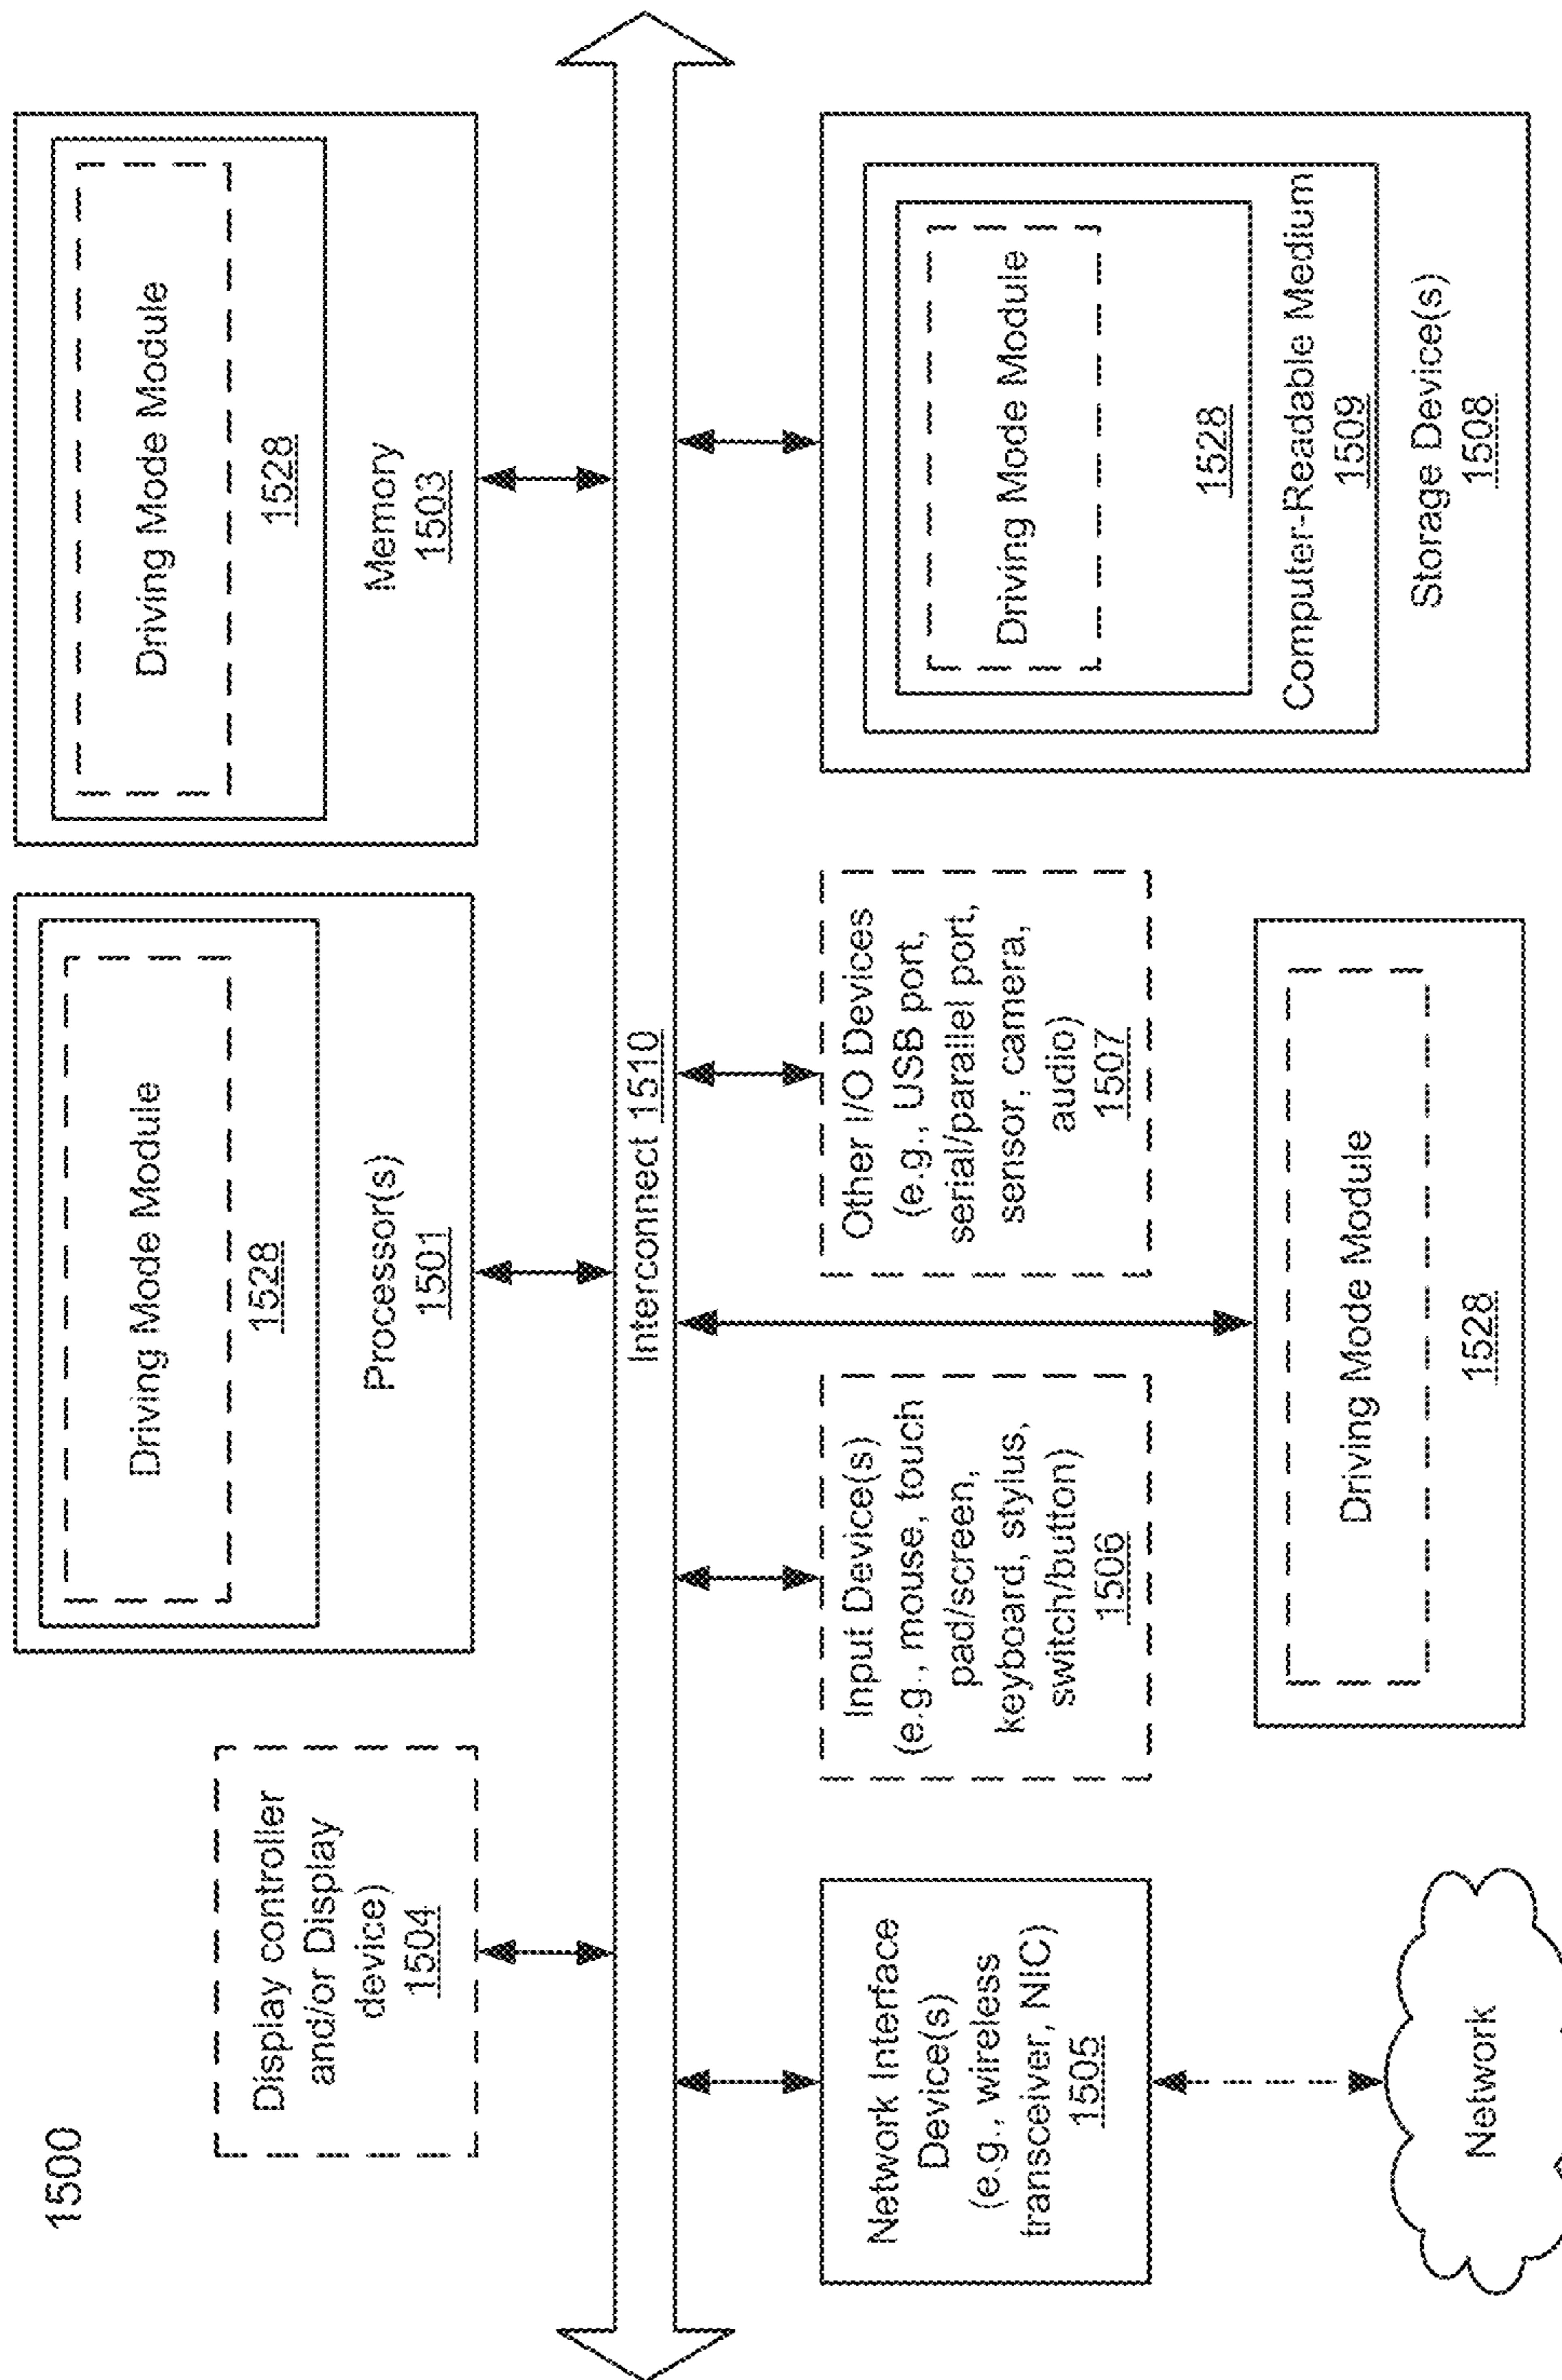 1500
Display controller
and/or Display
device)
1504
Driving Mode Module
1528
Processor(s)
1501
Driving Mode Module
1528
Memory
1503
Interconnect 1510
Network Interface
Device(s)
(e.g., wireless
transceiver, NIC)
1505
Input Device(s)
(e.g., mouse, touch
pad/screen,
keyboard, stylus,
switch/button)
1506
Other I/O Devices
(e.g., USB port,
serial/parallel port,
sensor, camera,
audio)
1507
Driving Mode Module
1528
Computer-Readable Medium
1509
Storage Device(s)
1508
Network
Driving Mode Module
1528